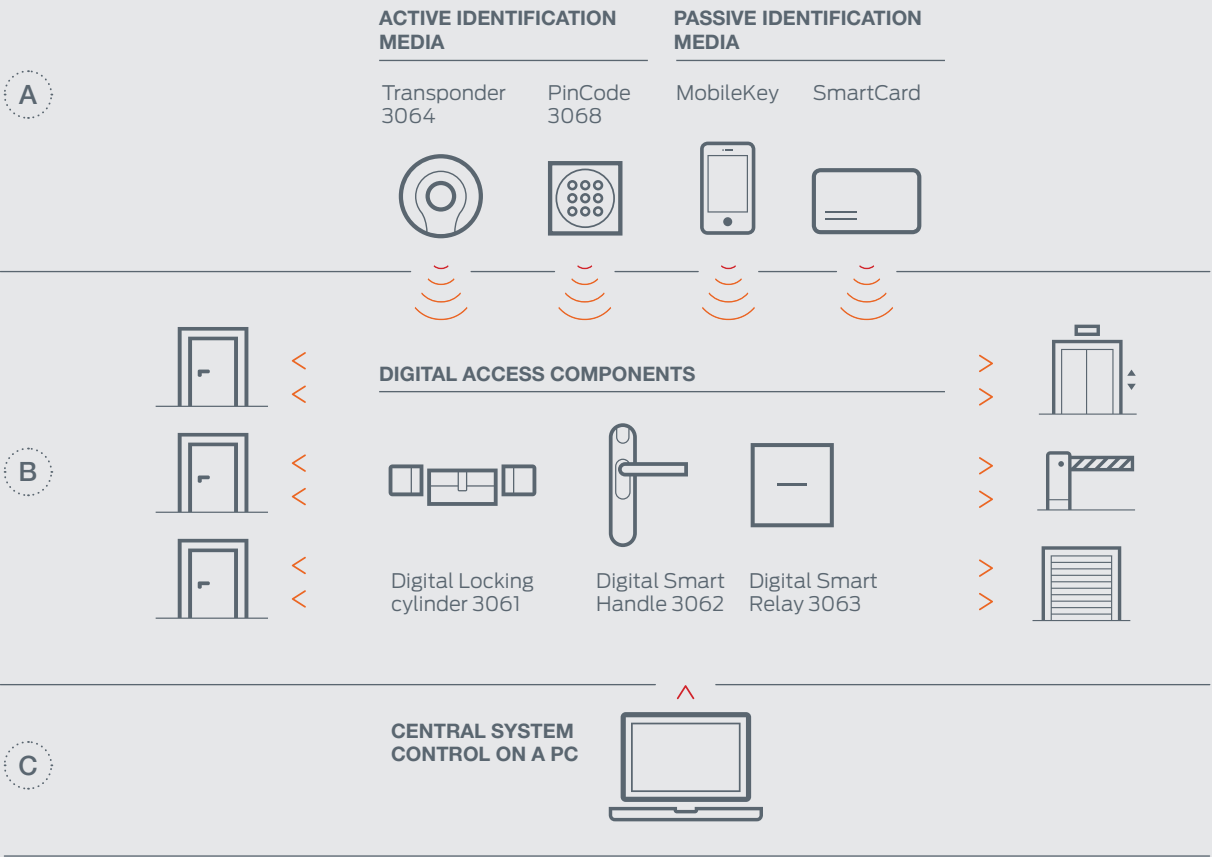 ACTIVE IDENTIFICATION
MEDIA
PASSIVE IDENTIFICATION
MEDIA
A
Transponder
3064
PinCode
3068
MobileKey
SmartCard
DIGITAL ACCESS COMPONENTS
B
Digital Locking
cylinder 3061
Digital Smart
Handle 3062
Digital Smart
Relay 3063
C
CENTRAL SYSTEM
CONTROL ON A PC